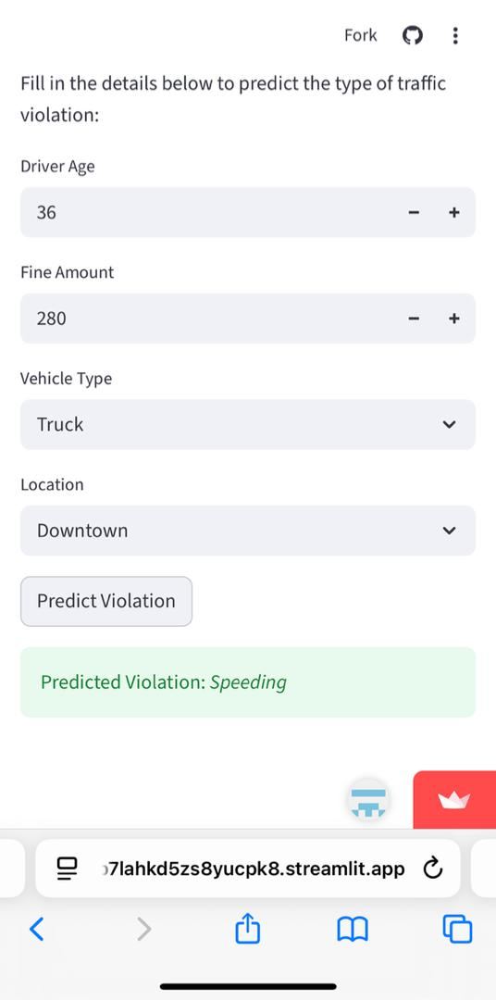 Fork
Fill in the details below to predict the type of traffic
violation:
Driver Age
36
Fine Amount
280
Vehicle Type
Truck
Location
Downtown
Predict Violation
Predicted Violation: Speeding
7lahkd5zs8yucpk8.streamlit.app